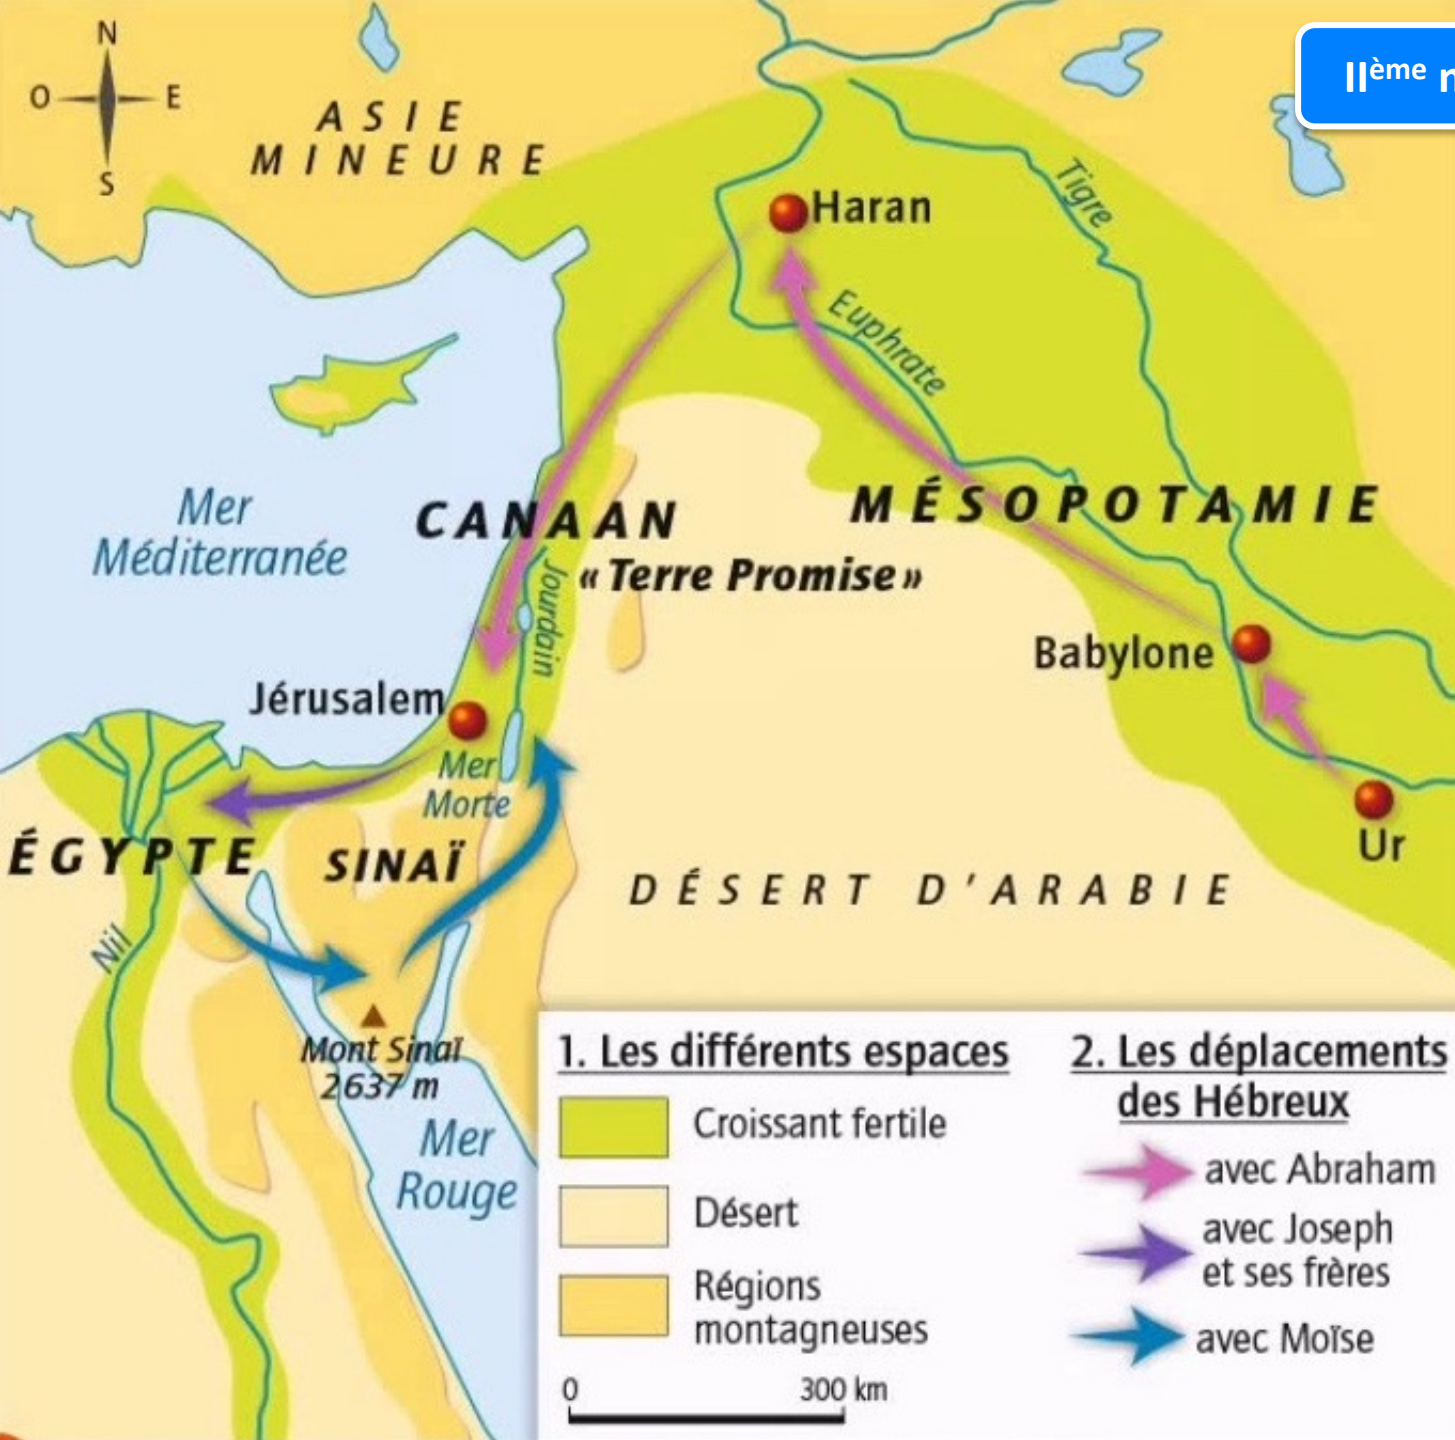 N
O
E
S
IIème
ASIE
MINEURE
Haran
Tigre
Euphrate
Mer
Méditerranée
CANAAN
MÉSOPOTAMIE
« Terre Promise »
Jourdain
Babylone
Jérusalem
Mer
Morte
Ur
ÉGYPTE
SINAÏ
DÉSERT D'ARABIE
Nil
Mont Sinaï
2637 m
Mer
Rouge
1. Les différents espaces
Croissant fertile
Désert
Régions
montagneuses
0 300 km
2. Les déplacements
des Hébreux
avec Abraham
avec Joseph
et ses frères
avec Moïse